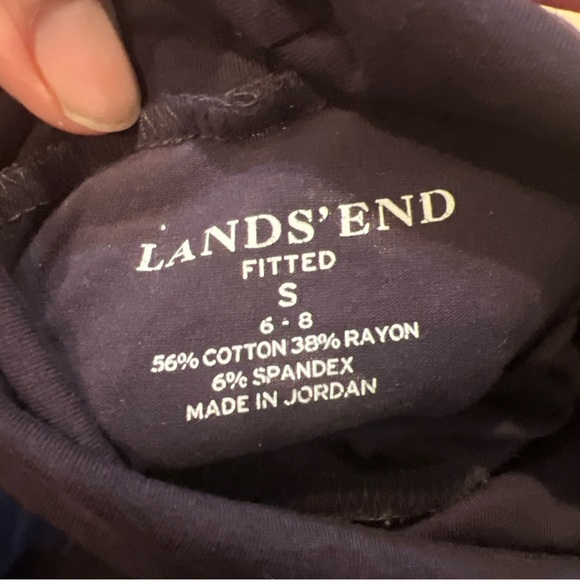 LANDS' END
FITTED
S
6 - 8
56% COTTON 38% RAYON
6% SPANDEX
MADE IN JORDAN